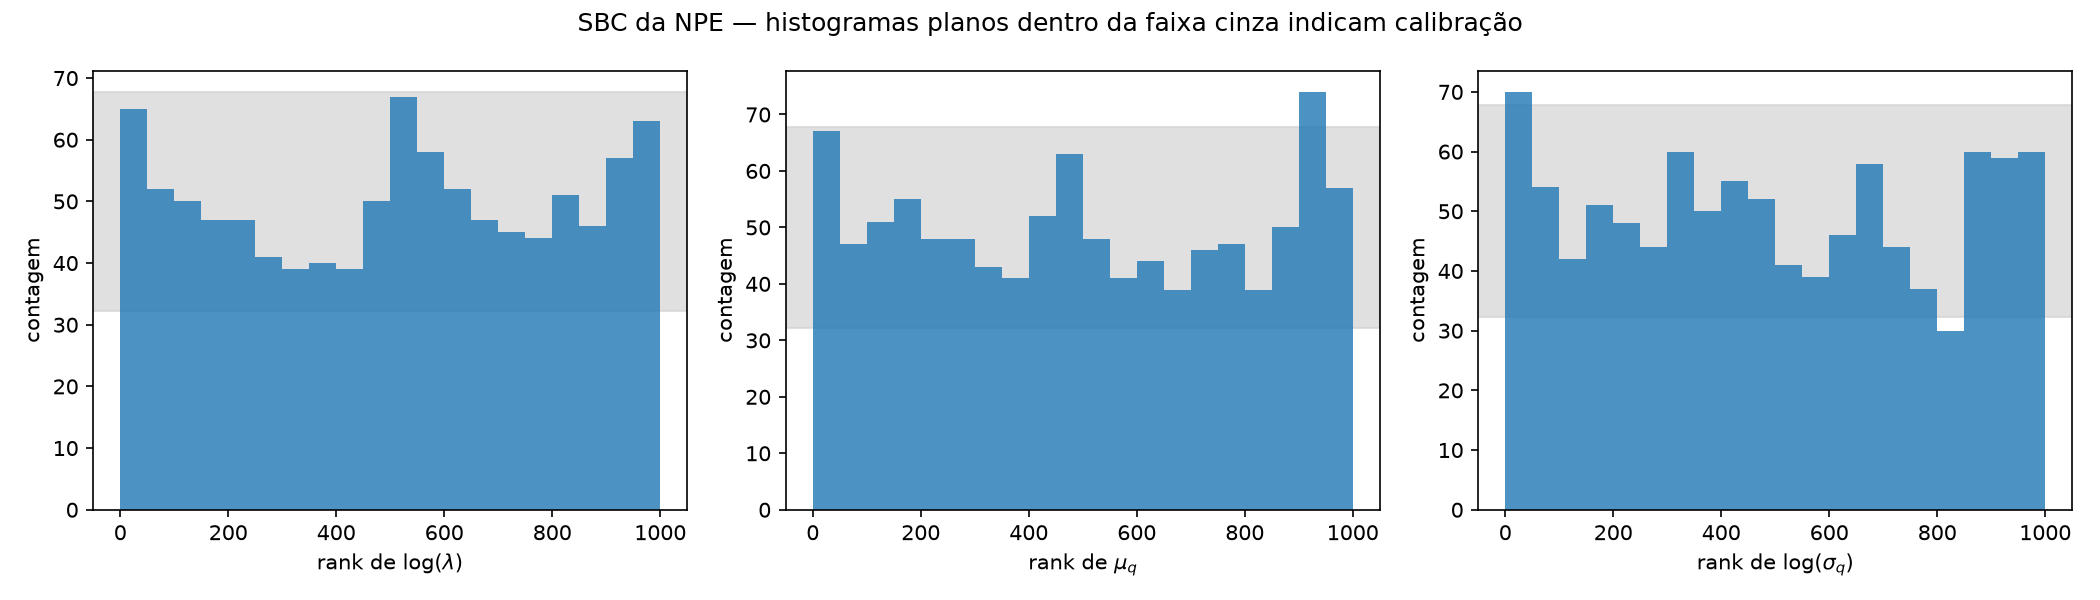 SBC da NPE — histogramas planos dentro da faixa cinza indicam calibração
70
60
50
40
30
20
10
0
contagem
0 200 400 600 800 1000
rank de log(λ)
70
60
50
40
30
20
10
0
contagem
0 200 400 600 800 1000
rank de μ_q
70
60
50
40
30
20
10
0
contagem
0 200 400 600 800 1000
rank de log(σ_q)